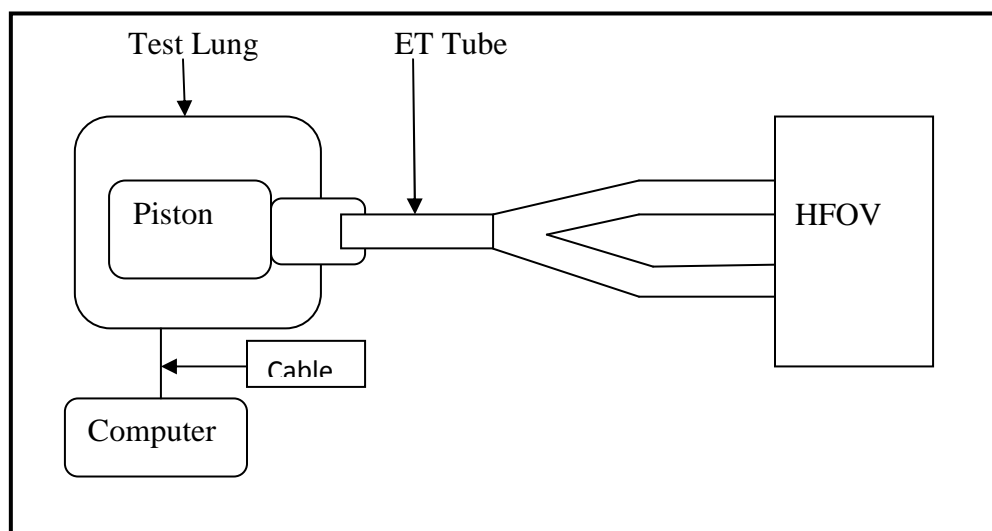 Test Lung
ET Tube
Piston
HFOV
Cable
Computer